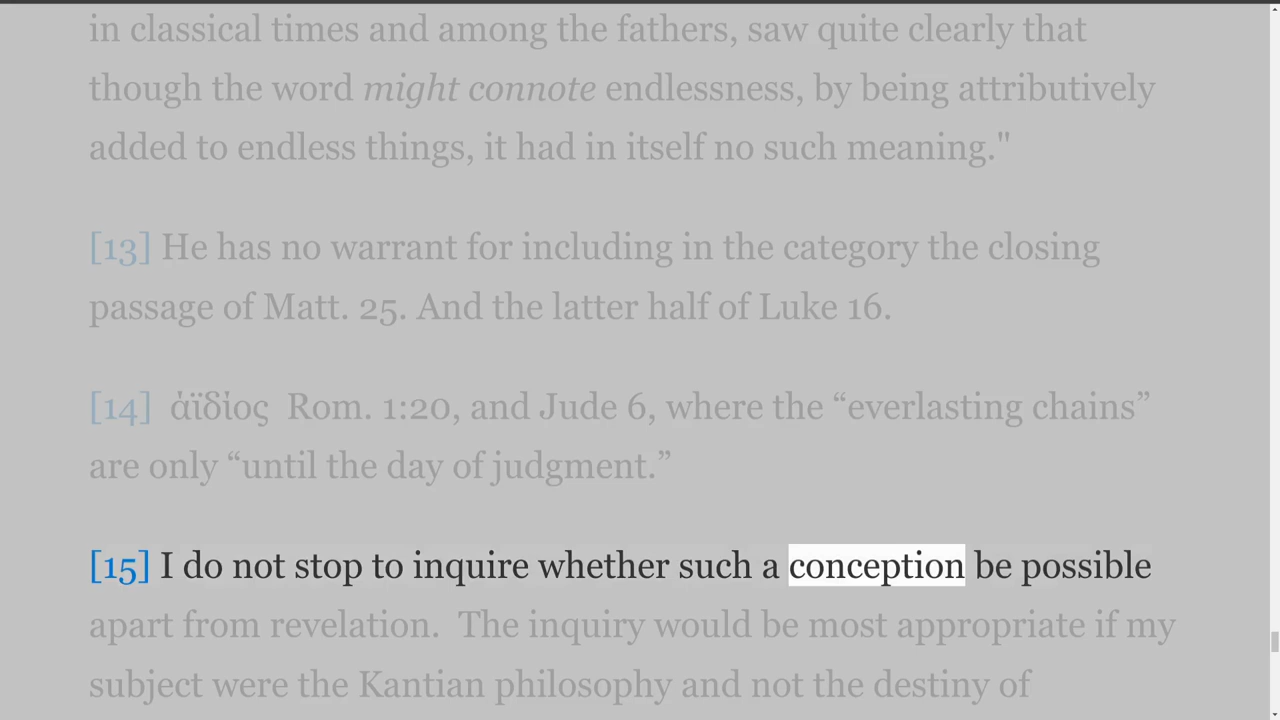 in classical times and among the fathers, saw quite clearly that
though the word might connote endlessness, by being attributively
added to endless things, it had in itself no such meaning."
[13] He has no warrant for including in the category the closing
passage of Matt. 25. And the latter half of Luke 16.
[14] ἀϊδίος Rom. 1:20, and Jude 6, where the “everlasting chains”
are only “until the day of judgment.”
[15] I do not stop to inquire whether such a conception be possible
apart from revelation. The inquiry would be most appropriate if my
subject were the Kantian philosophy and not the destiny of